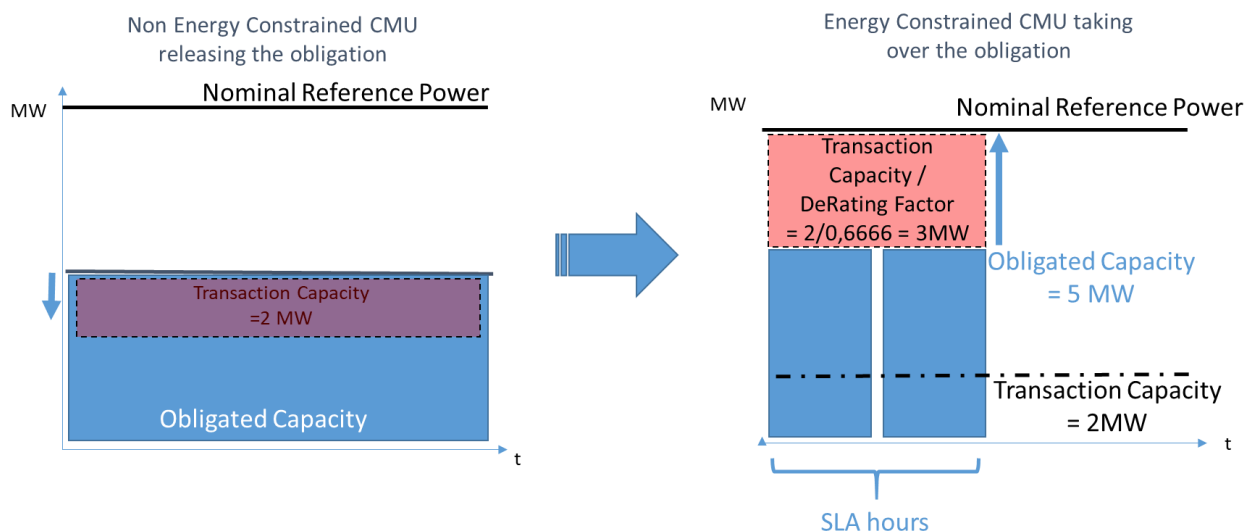 Non Energy Constrained CMU
releasing the obligation
MW
Nominal Reference Power
Transaction Capacity
=2 MW
Obligated Capacity
t
Energy Constrained CMU taking
over the obligation
MW
Nominal Reference Power
Transaction
Capacity /
DeRating Factor
= 2/0,6666 = 3MW
Obligated Capacity
= 5 MW
Transaction Capacity
= 2MW
t
SLA hours